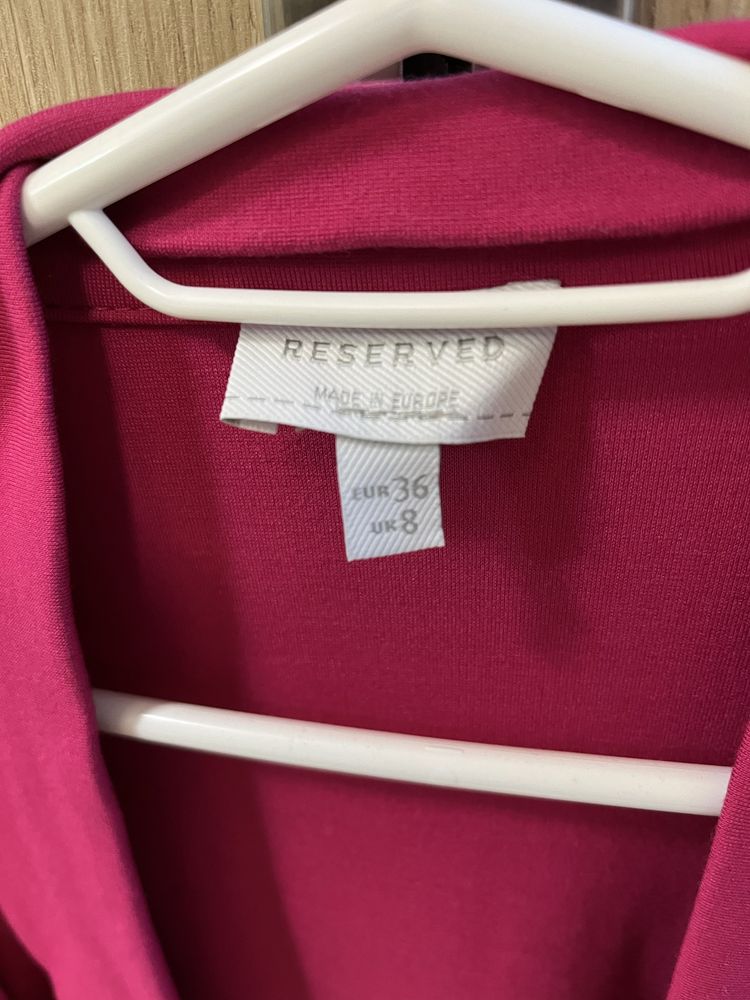 RESERVED
MADE IN EUROPE
EUR 36
UK 8